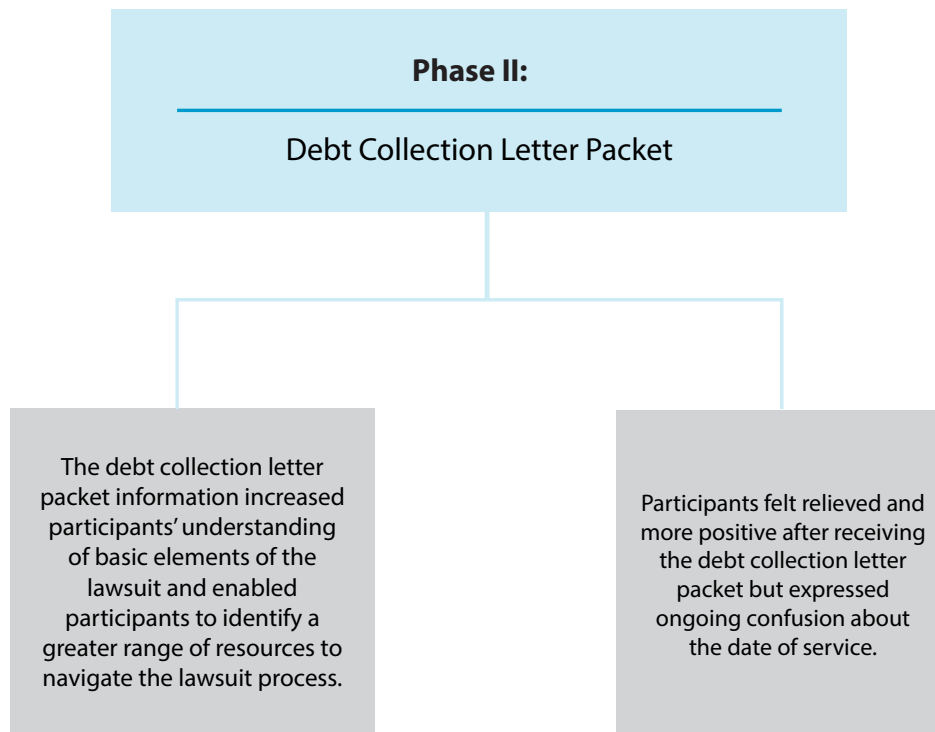 Phase II:
Debt Collection Letter Packet
The debt collection letter
packet information increased
participants’ understanding
of basic elements of the
lawsuit and enabled
participants to identify a
greater range of resources to
navigate the lawsuit process.
Participants felt relieved and
more positive after receiving
the debt collection letter
packet but expressed
ongoing confusion about
the date of service.